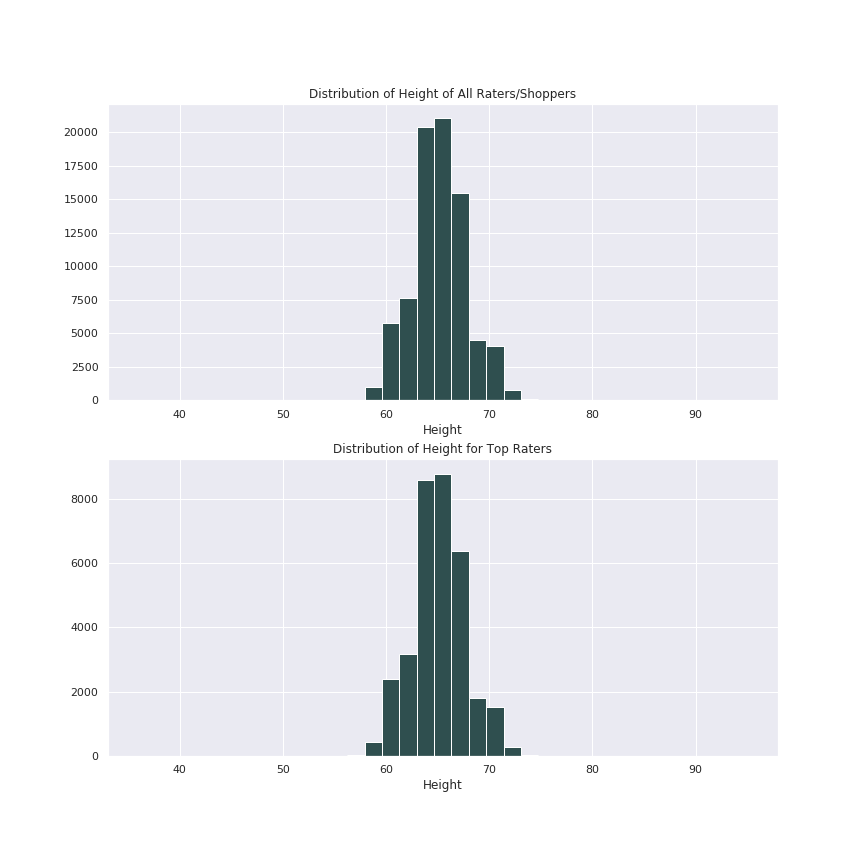 Distribution of Height of All Raters/Shoppers
20000
17500
15000
12500
10000
7500
5000
2500
0
40 50 60 70 80 90
Height
Distribution of Height for Top Raters
8000
6000
4000
2000
0
40 50 60 70 80 90
Height